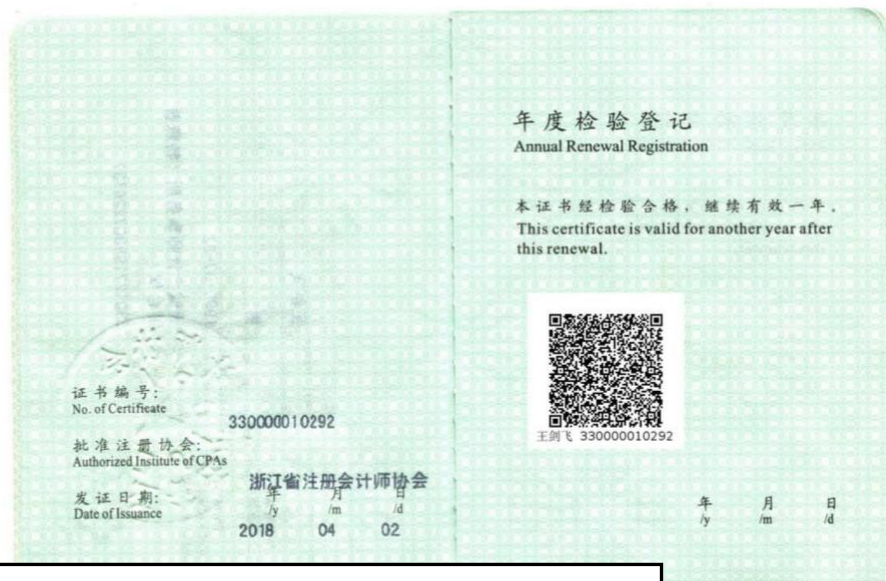 证书编号:
No. of Certificate
330000010292
批准注册协会:
Authorized Institute of CPAs
浙江省注册会计师协会
发证日期:
Date of Issuance
年 月 日
/y /m /d
2018 04 02
年度检验登记
Annual Renewal Registration
本证书经检验合格，继续有效一年。
This certificate is valid for another year after
this renewal.
王剑飞 330000010292
年 月 日
/y /m /d